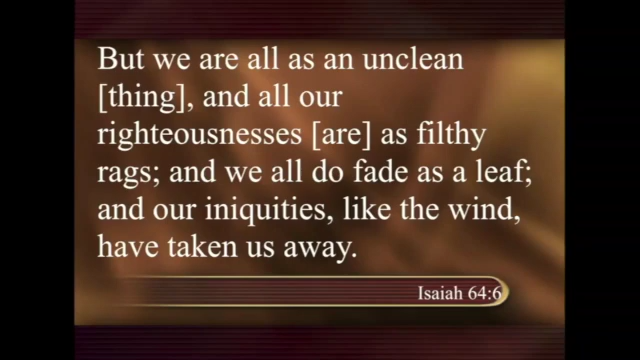 But we are all as an unclean
[thing], and all our
righteousnesses [are] as filthy
rags; and we all do fade as a leaf;
and our iniquities, like the wind,
have taken us away.
Isaiah 64:6